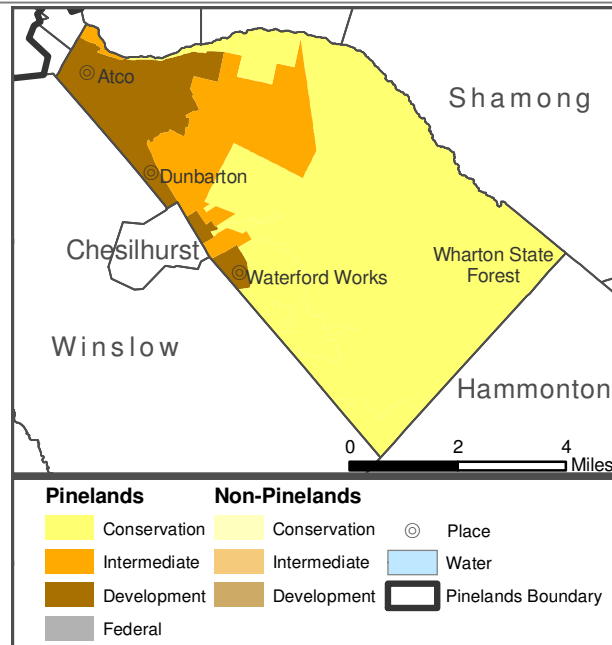 Atco
Shamong
Dunbarton
Chesilhurst
Wharton State
Forest
Waterford Works
Winslow
Hammonton
0 2 4
Miles
Pinelands Non-Pinelands
Conservation Conservation Place
Intermediate Intermediate Water
Development Development Pinelands Boundary
Federal